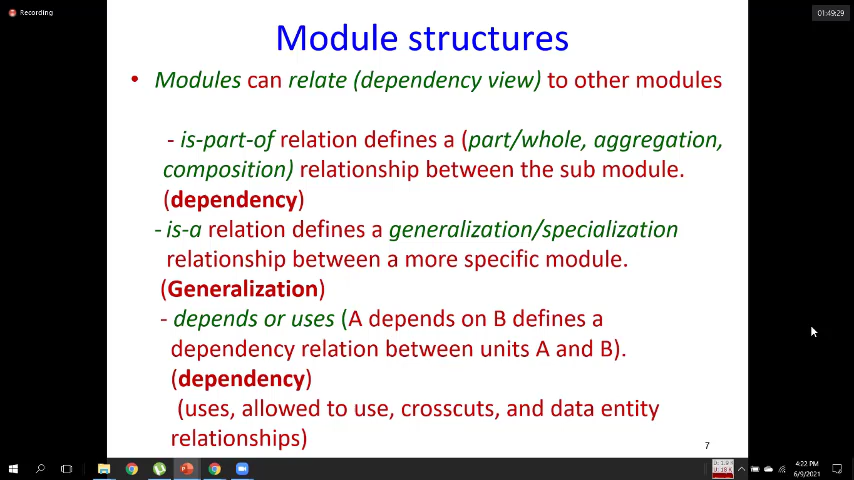 Recording
01:49:29
Module structures
• Modules can relate (dependency view) to other modules
- is-part-of relation defines a (part/whole, aggregation,
composition) relationship between the sub module.
(dependency)
- is-a relation defines a generalization/specialization
relationship between a more specific module.
(Generalization)
- depends or uses (A depends on B defines a
dependency relation between units A and B).
(dependency)
(uses, allowed to use, crosscuts, and data entity
relationships)
7
4:22 PM
6/9/2021